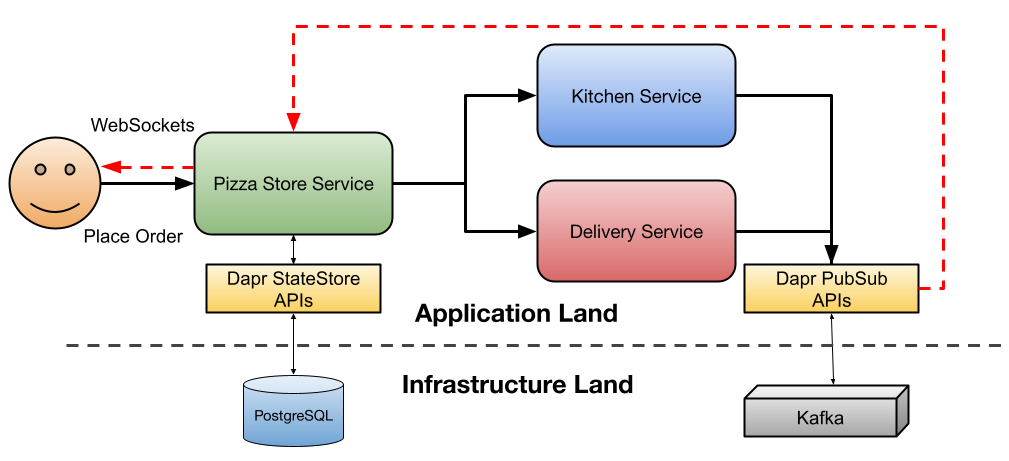 Kitchen Service
WebSockets
Pizza Store Service
Place Order
Delivery Service
Dapr StateStore
APIs
Dapr PubSub
APIs
Application Land
Infrastructure Land
PostgreSQL
Kafka